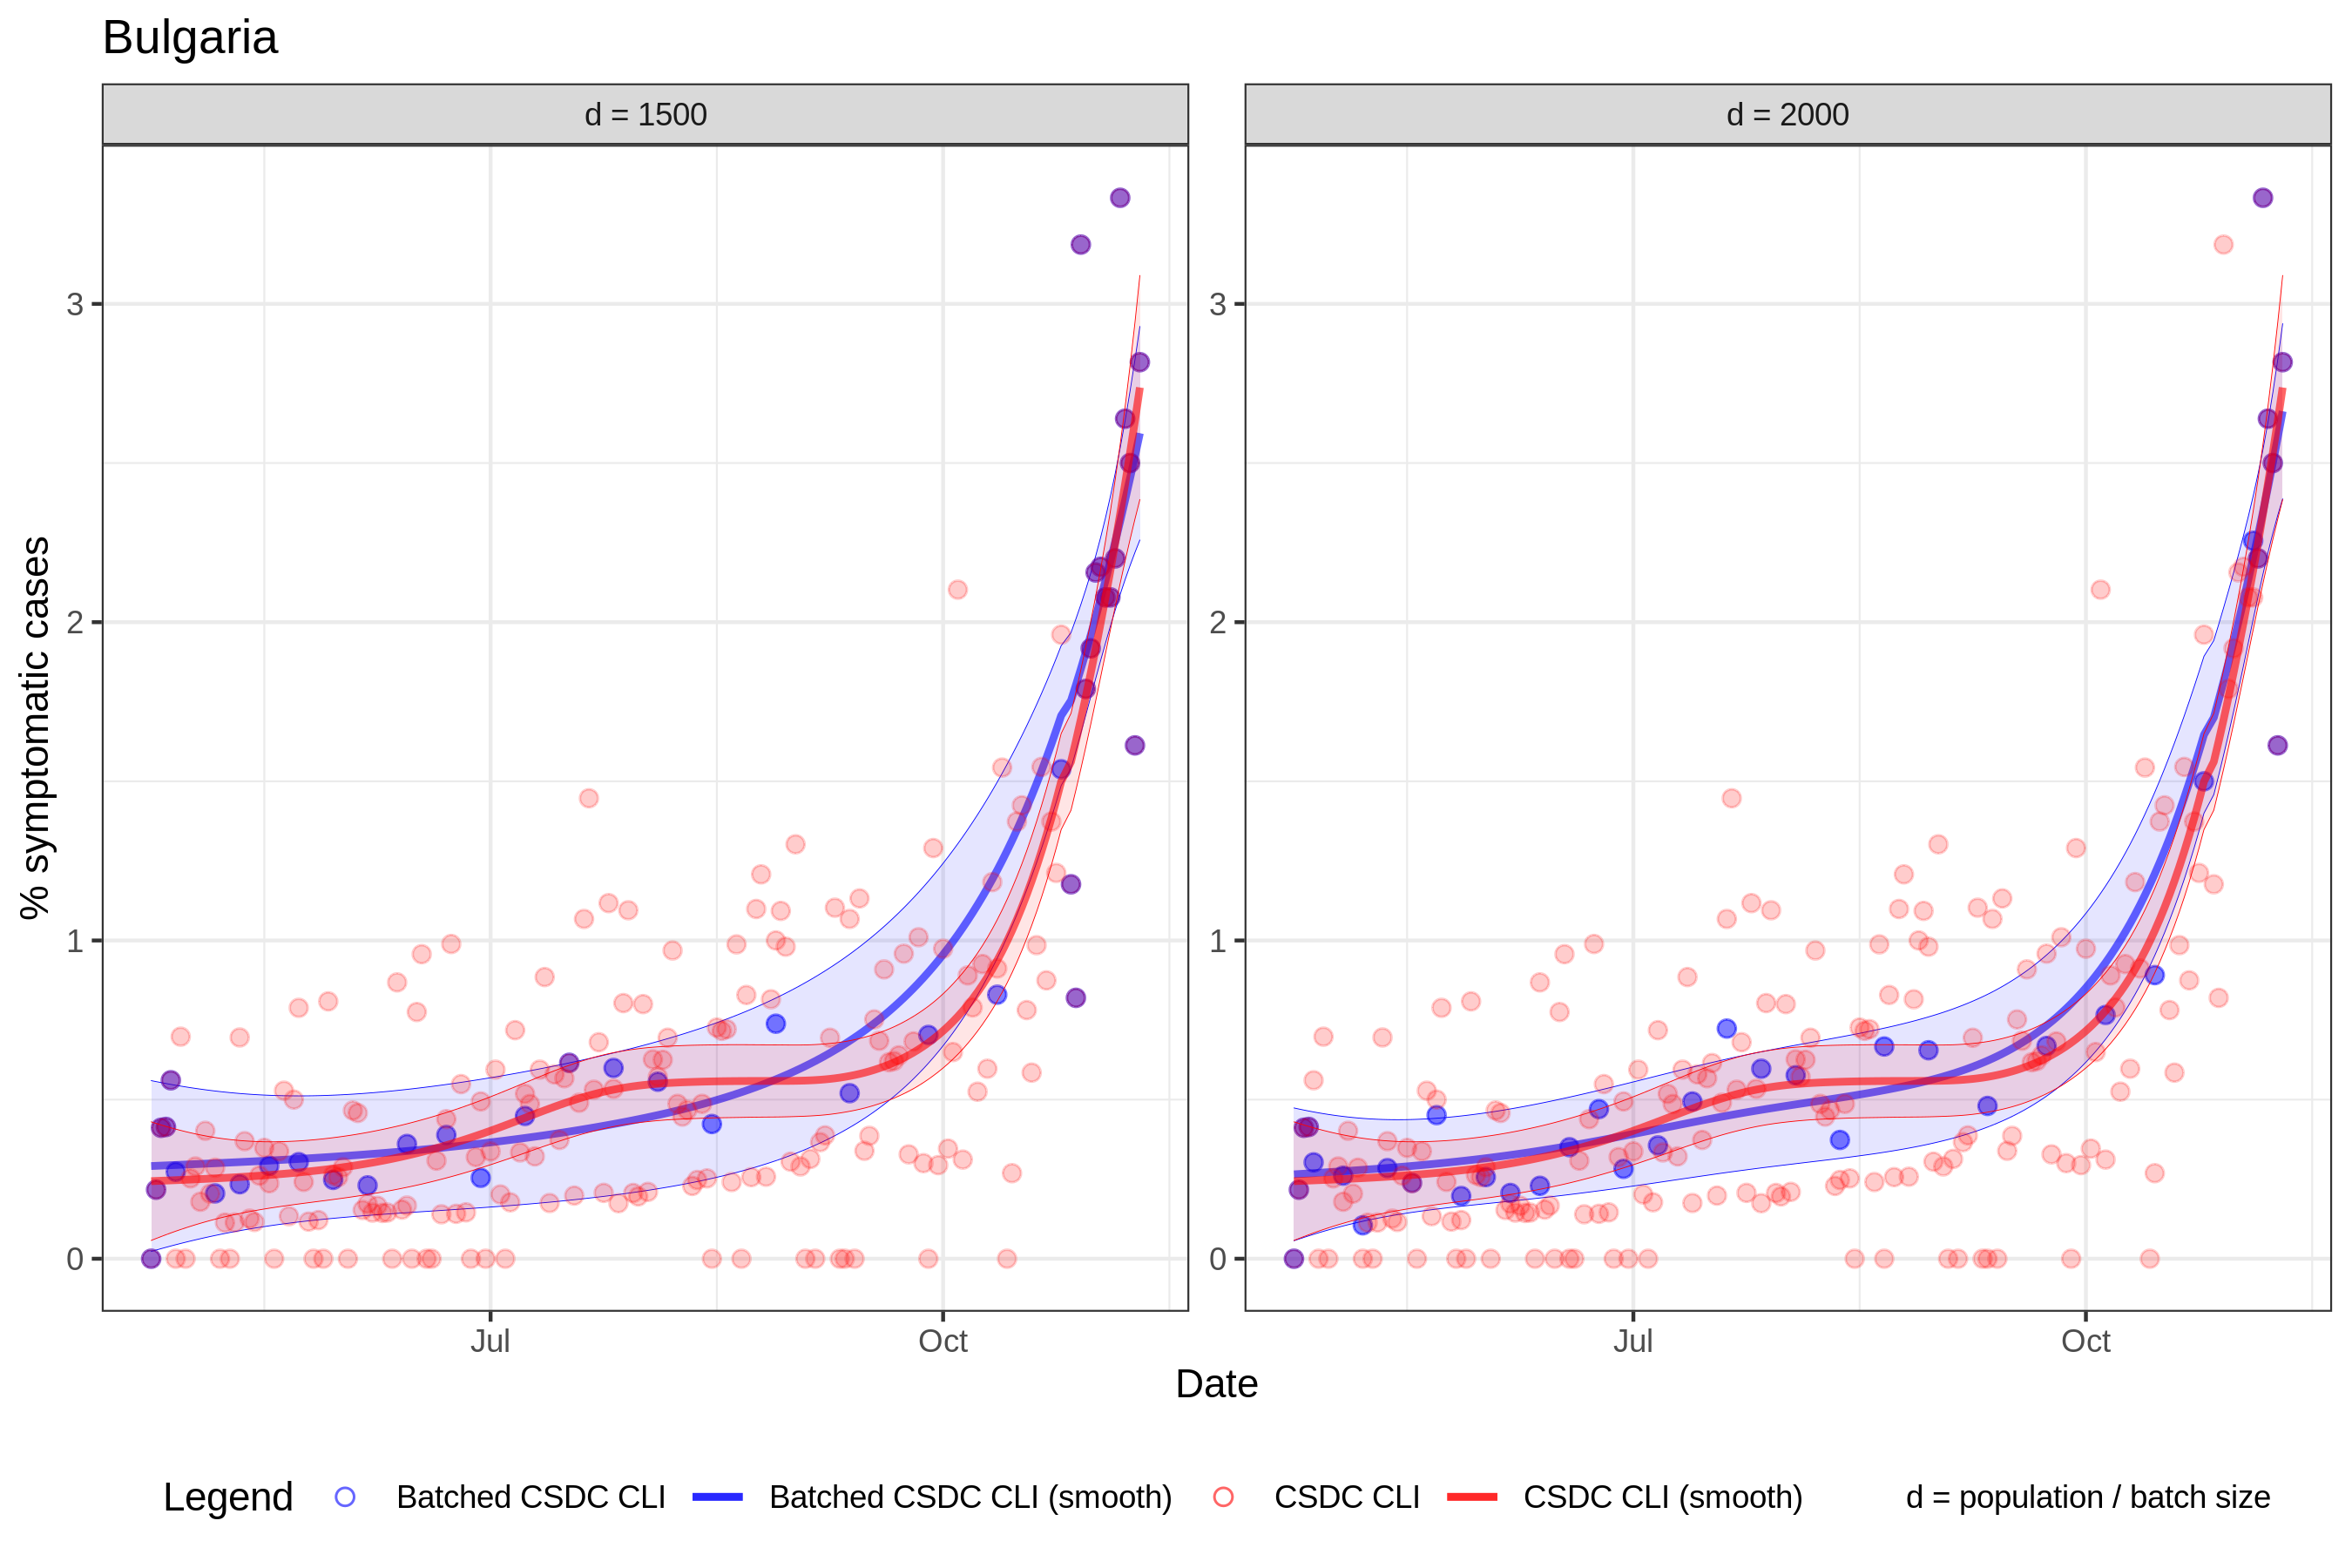 Bulgaria
d = 1500
d = 2000
% symptomatic cases
3
2
1
0
3
2
1
0
Jul
Oct
Jul
Oct
Date
Legend
Batched CSDC CLI
Batched CSDC CLI (smooth)
CSDC CLI
CSDC CLI (smooth)
d = population / batch size